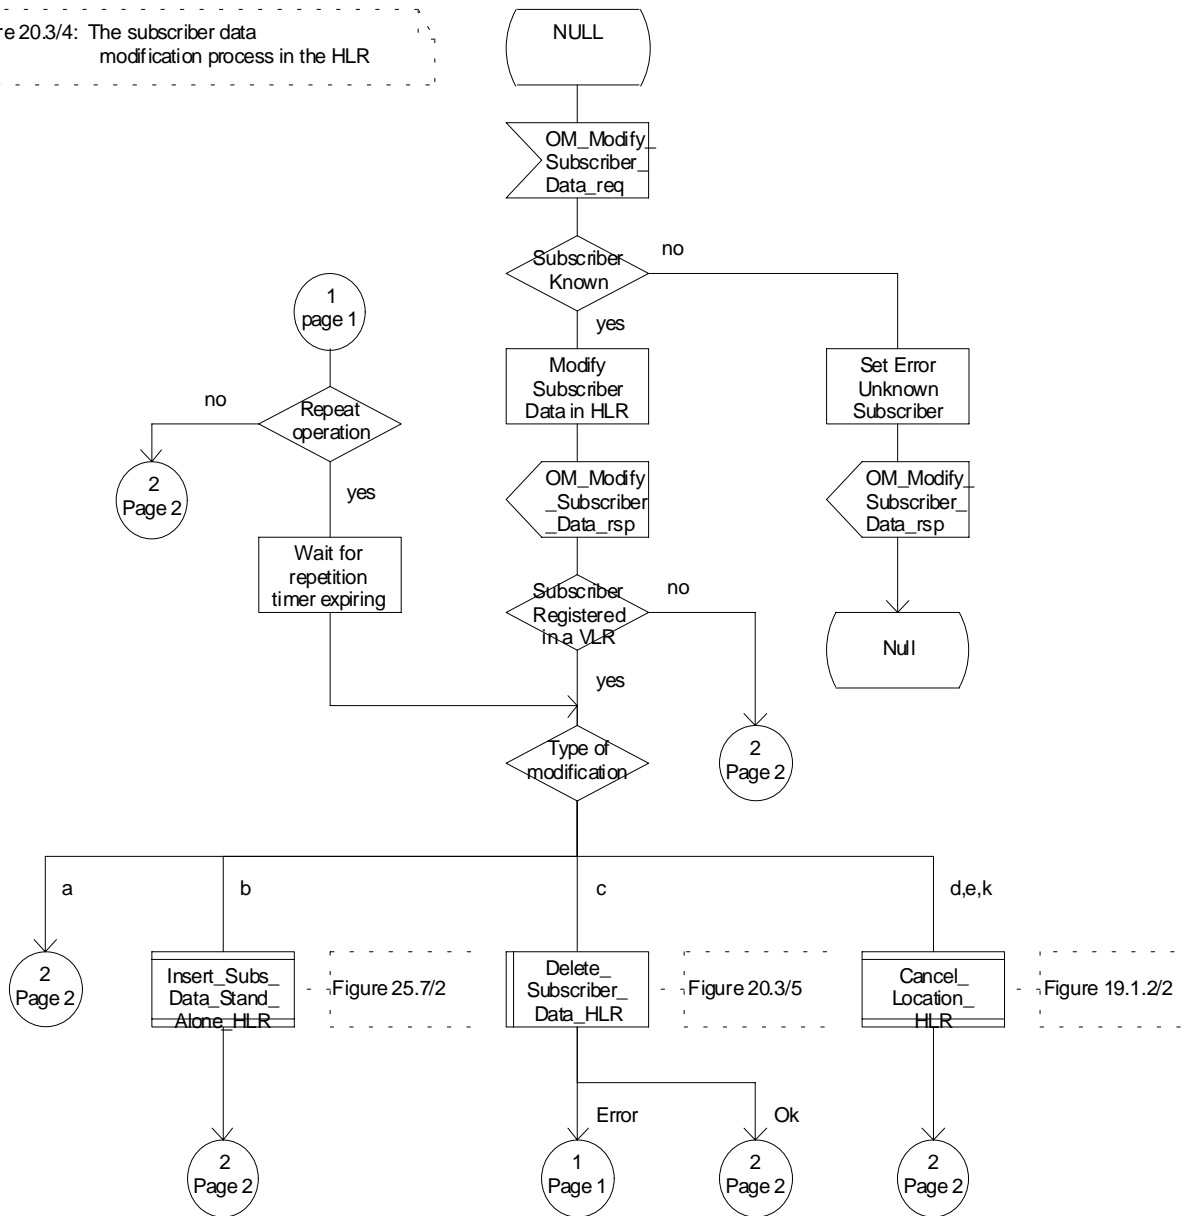 re 20.3/4: The subscriber data
modification process in the HLR
NULL
OM_Modify_
Subscriber_
Data_req
Subscriber
Known
no
yes
1
page 1
Modify
Subscriber
Data in HLR
Set Error
Unknown
Subscriber
no
Repeat
operation
2
Page 2
yes
OM_Modify
_Subscriber
_Data_rsp
OM_Modify_
Subscriber_
Data_rsp
Wait for
repetition
timer expiring
Subscriber
Registered
in a VLR
no
yes
Null
Type of
modification
2
Page 2
a
b
c
d,e,k
2
Page 2
Insert_Subs_
Data_Stand_
Alone_HLR
Figure 25.7/2
Delete_
Subscriber_
Data_HLR
Figure 20.3/5
Cancel_
Location_
HLR
Figure 19.1.2/2
Error
Ok
2
Page 2
1
Page 1
2
Page 2
2
Page 2